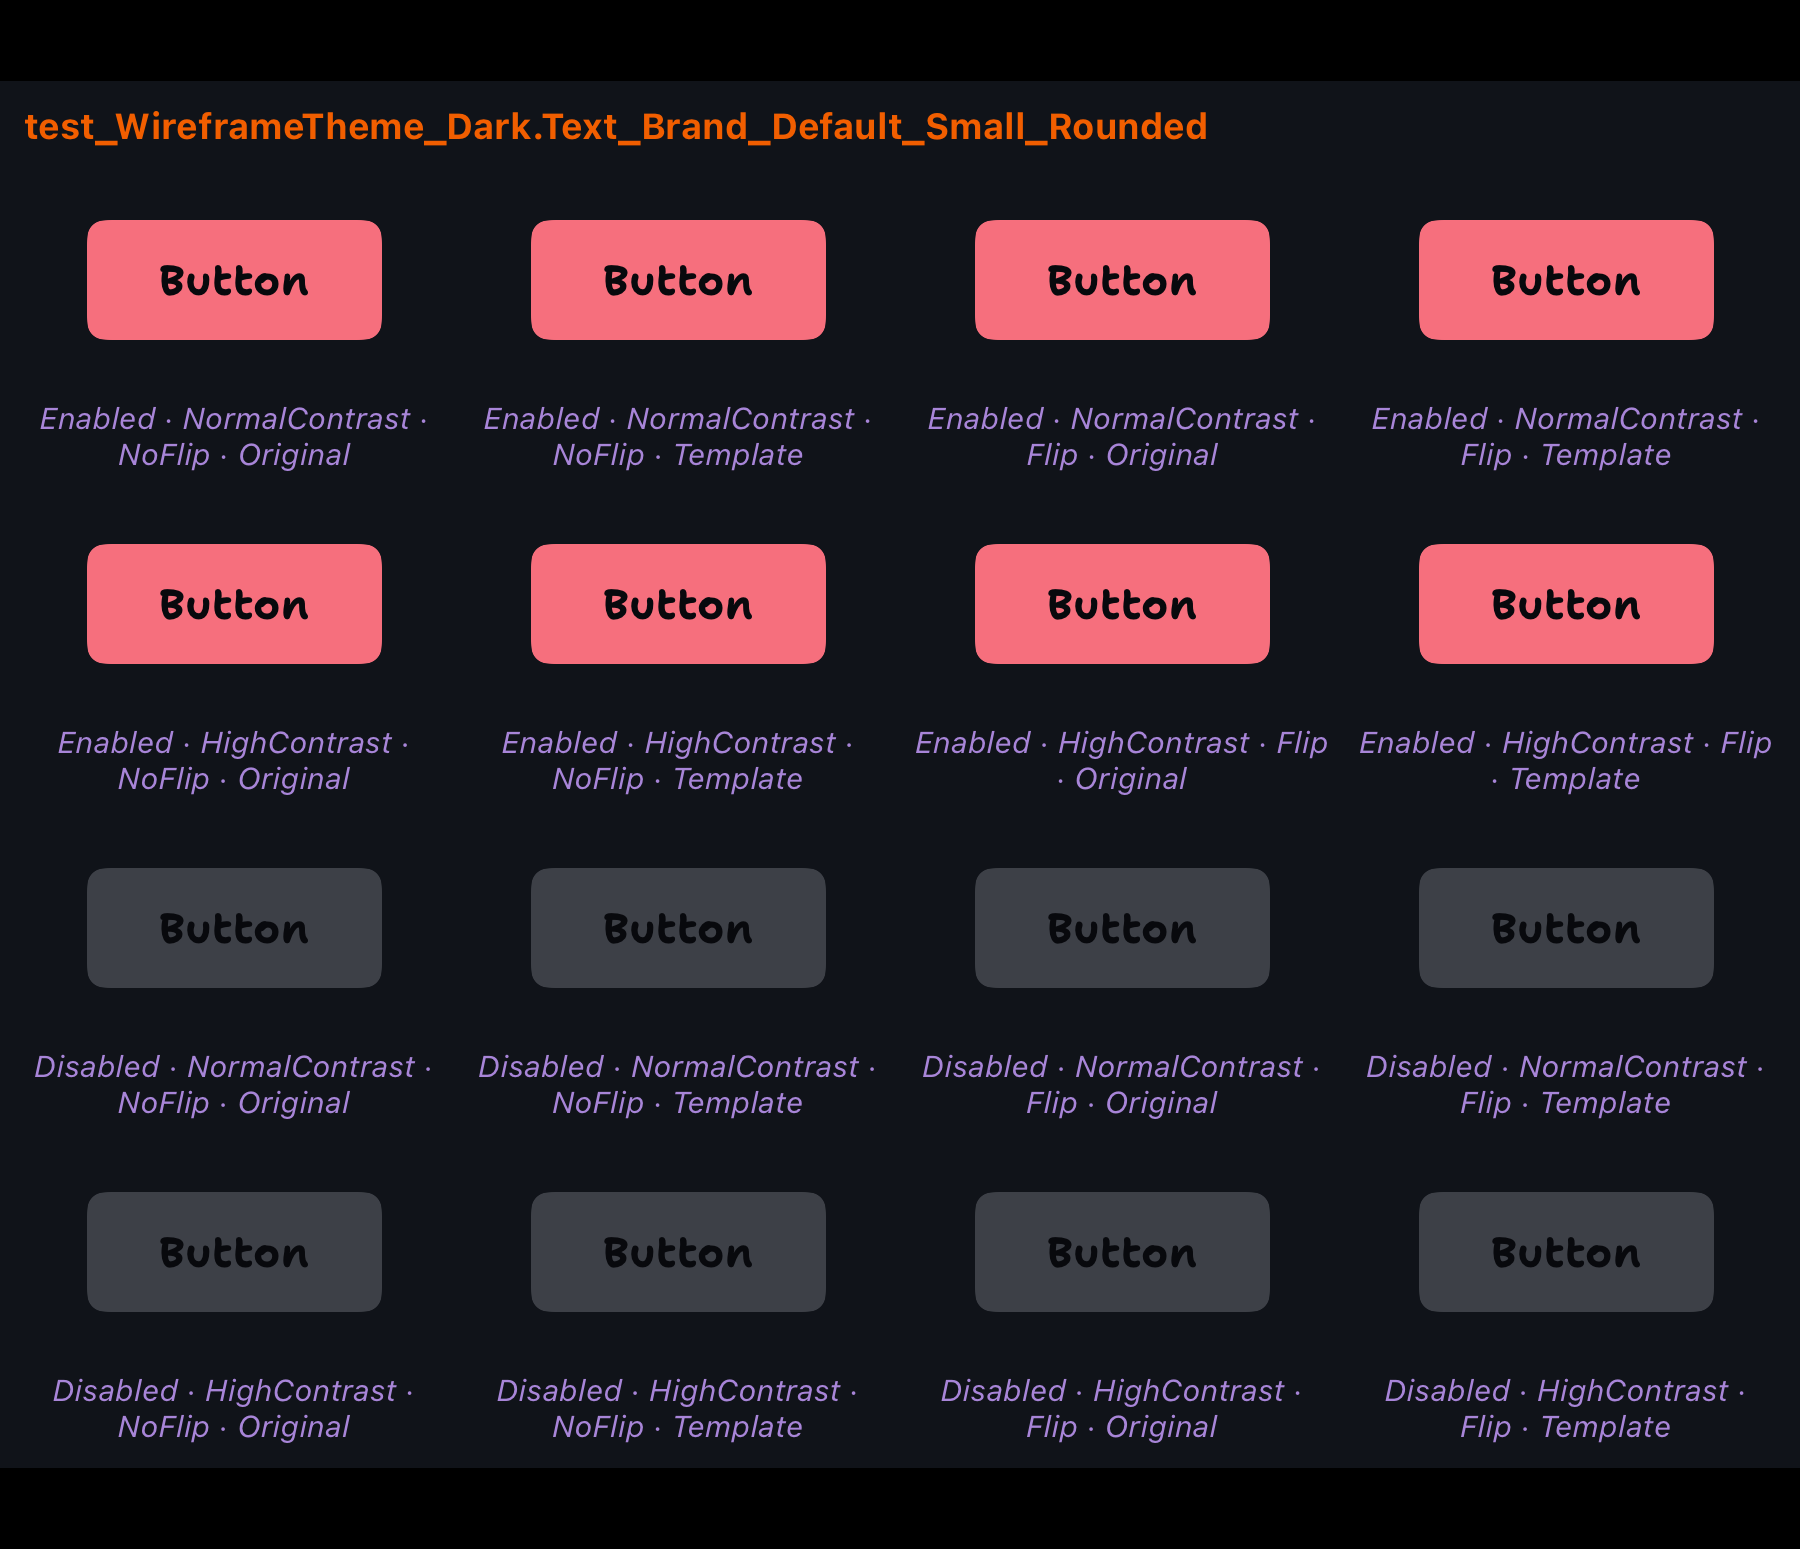 test_WireframeTheme_Dark.Text_Brand_Default_Small_Rounded
Button Button Button Button
Enabled · NormalContrast · Enabled · NormalContrast · Enabled · NormalContrast · Enabled · NormalContrast ·
NoFlip · Original NoFlip · Template Flip · Original Flip · Template
Button Button Button Button
Enabled · HighContrast · Enabled · HighContrast · Enabled · HighContrast · Flip Enabled · HighContrast · Flip
NoFlip · Original NoFlip · Template · Original · Template
Button Button Button Button
Disabled · NormalContrast · Disabled · NormalContrast · Disabled · NormalContrast · Disabled · NormalContrast ·
NoFlip · Original NoFlip · Template Flip · Original Flip · Template
Button Button Button Button
Disabled · HighContrast · Disabled · HighContrast · Disabled · HighContrast · Disabled · HighContrast ·
NoFlip · Original NoFlip · Template Flip · Original Flip · Template